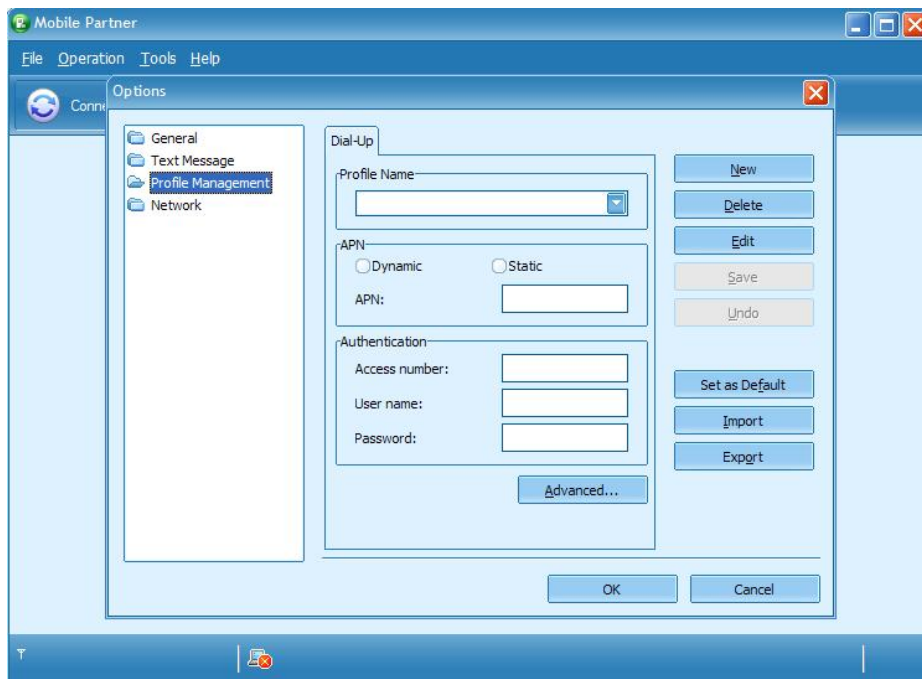 Mobile Partner
File Operation Tools Help
Options
General
Text Message
Profile Management
Network
Dial-Up
Profile Name
APN
Dynamic Static
APN:
Authentication
Access number:
User name:
Password:
Advanced...
New
Delete
Edit
Save
Undo
Set as Default
Import
Export
OK Cancel